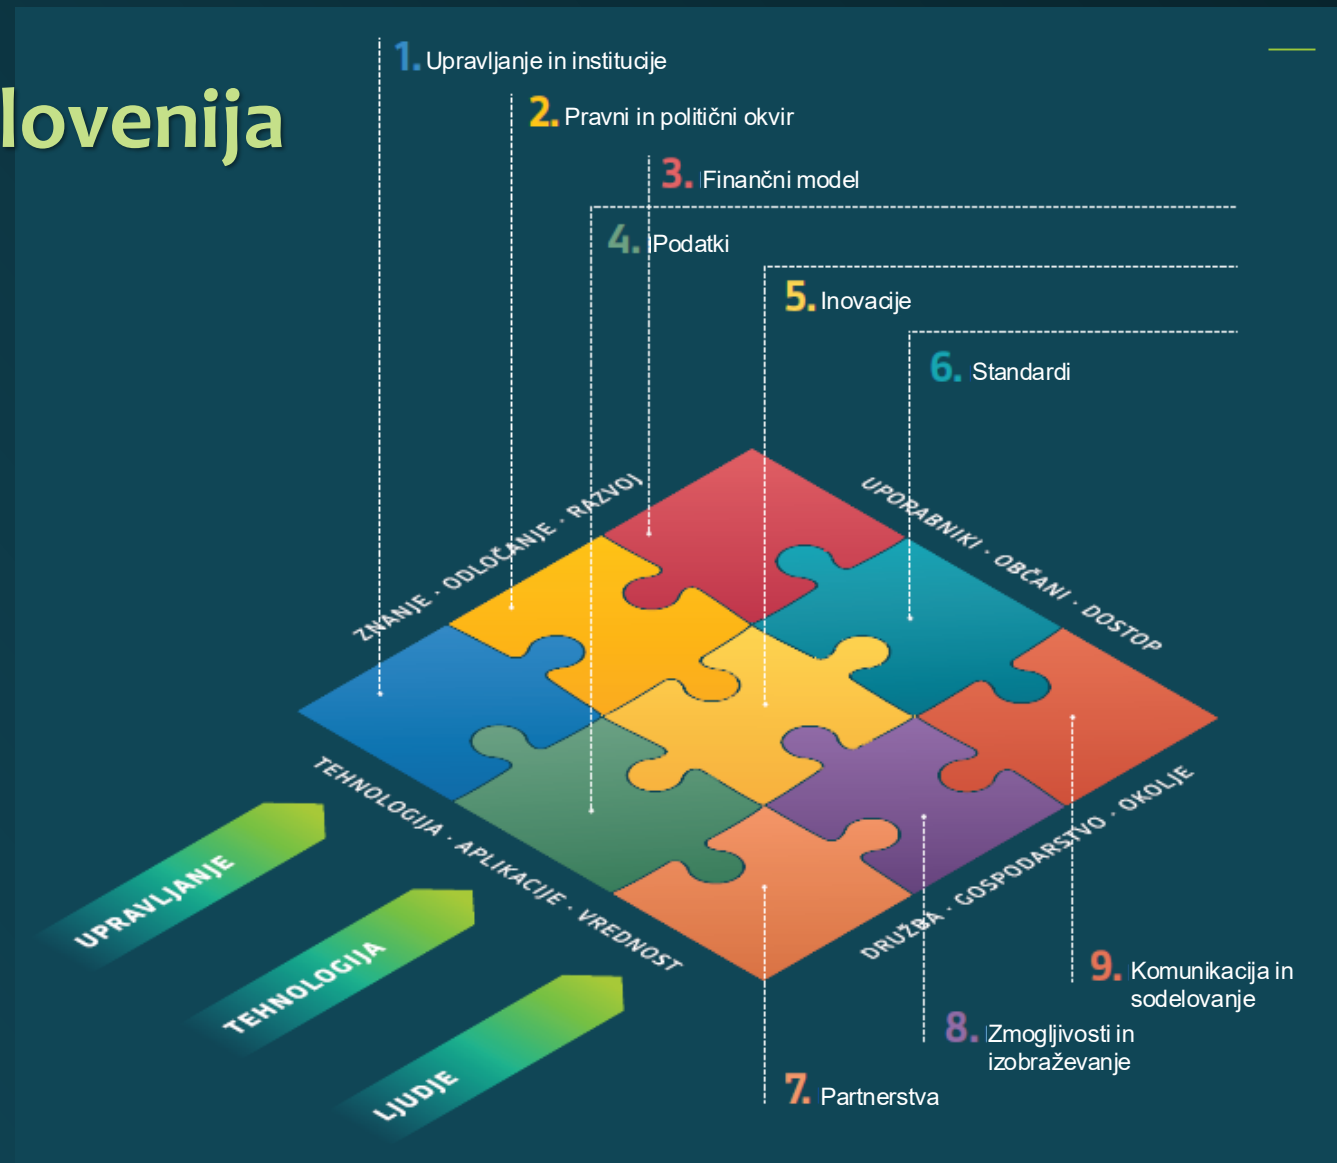 lovenija
1. Upravljanje in institucije
2. Pravni in politični okvir
3. Finančni model
4. Podatki
5. Inovacije
6. Standardi
ZNANJE · ODLOČANJE · RAZVOJ
UPORABNIKI · OBČANI · DOSTOP
TEHNOLOGIJA · APLIKACIJE · VREDNOST
DRUŽBA · GOSPODARSTVO · OKOLJE
UPRAVLJANJE
TEHNOLOGIJA
LJUDJE
9. Komunikacija in
sodelovanje
8. Zmogljivosti in
izobraževanje
7. Partnerstva